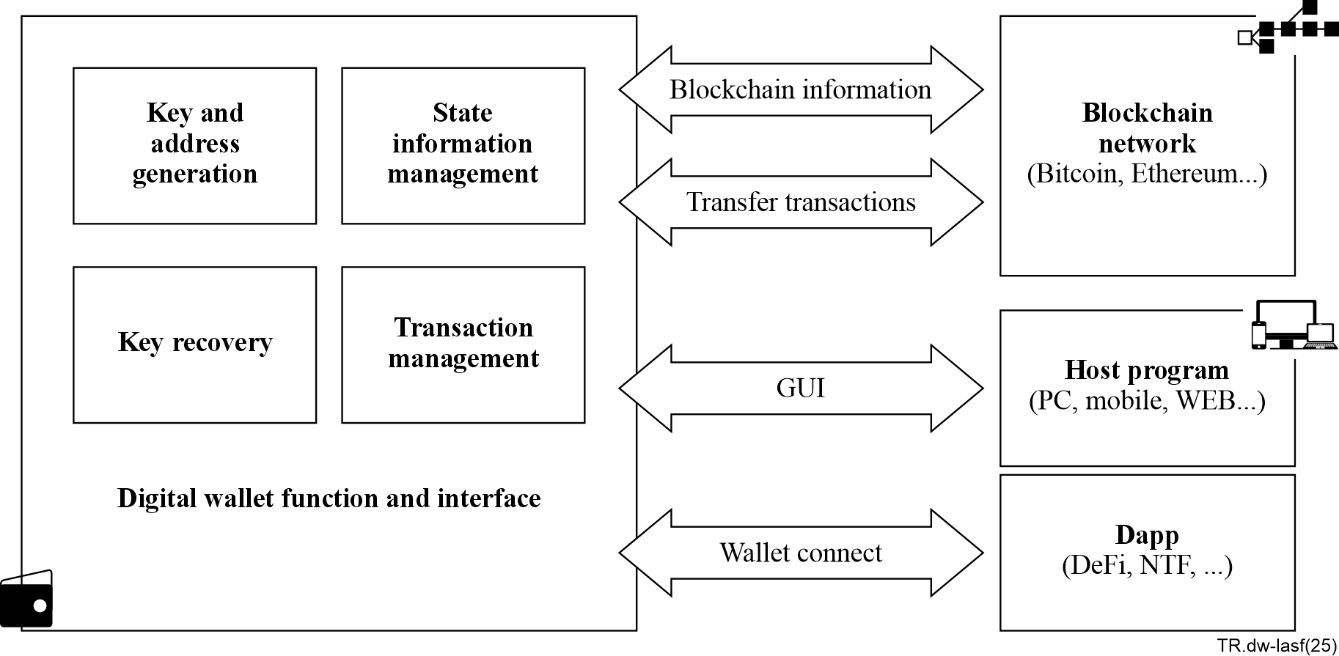 Key and
address
generation
State
information
management
Key recovery
Transaction
management
Digital wallet function and interface
Blockchain information
Transfer transactions
GUI
Wallet connect
Blockchain
network
(Bitcoin, Ethereum...)
Host program
(PC, mobile, WEB...)
Dapp
(DeFi, NTF, ...)
TR.dw-lasf(25)